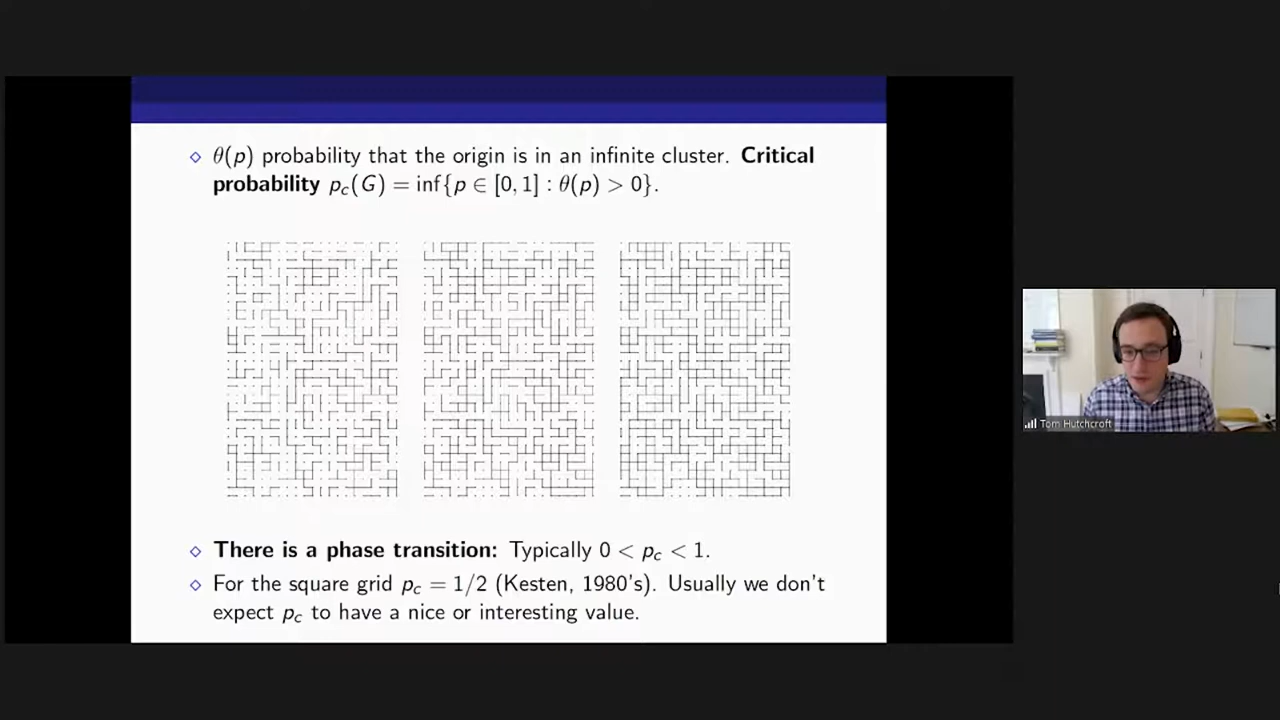 ◇ θ(p) probability that the origin is in an infinite cluster. Critical
probability p_c(G) = inf{p ∈ [0, 1] : θ(p) > 0}.
◇ There is a phase transition: Typically 0 < p_c < 1.
◇ For the square grid p_c = 1/2 (Kesten, 1980's). Usually we don't
expect p_c to have a nice or interesting value.
Tom Hutchcroft